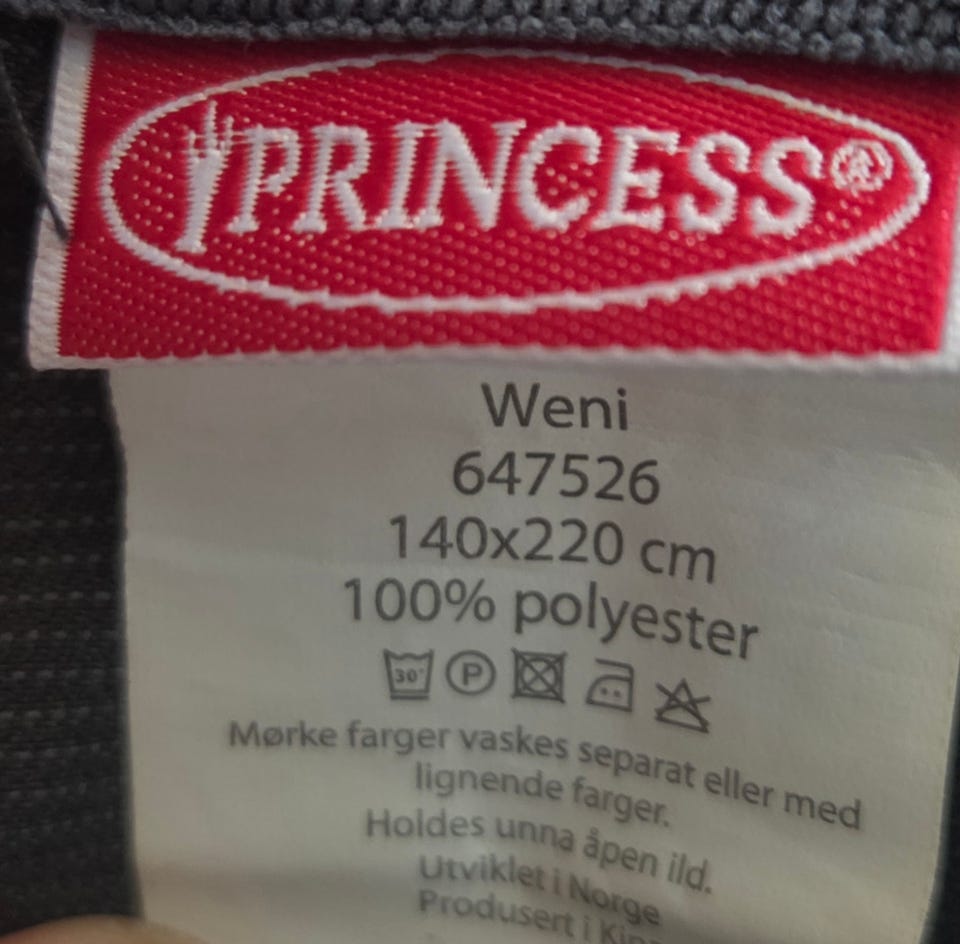 PRINCESS®
Weni
647526
140x220 cm
100% polyester
30° P
Mørke farger vaskes separat eller med
lignende farger.
Holdes unna åpen ild.
Utviklet i Norge
Produsert i